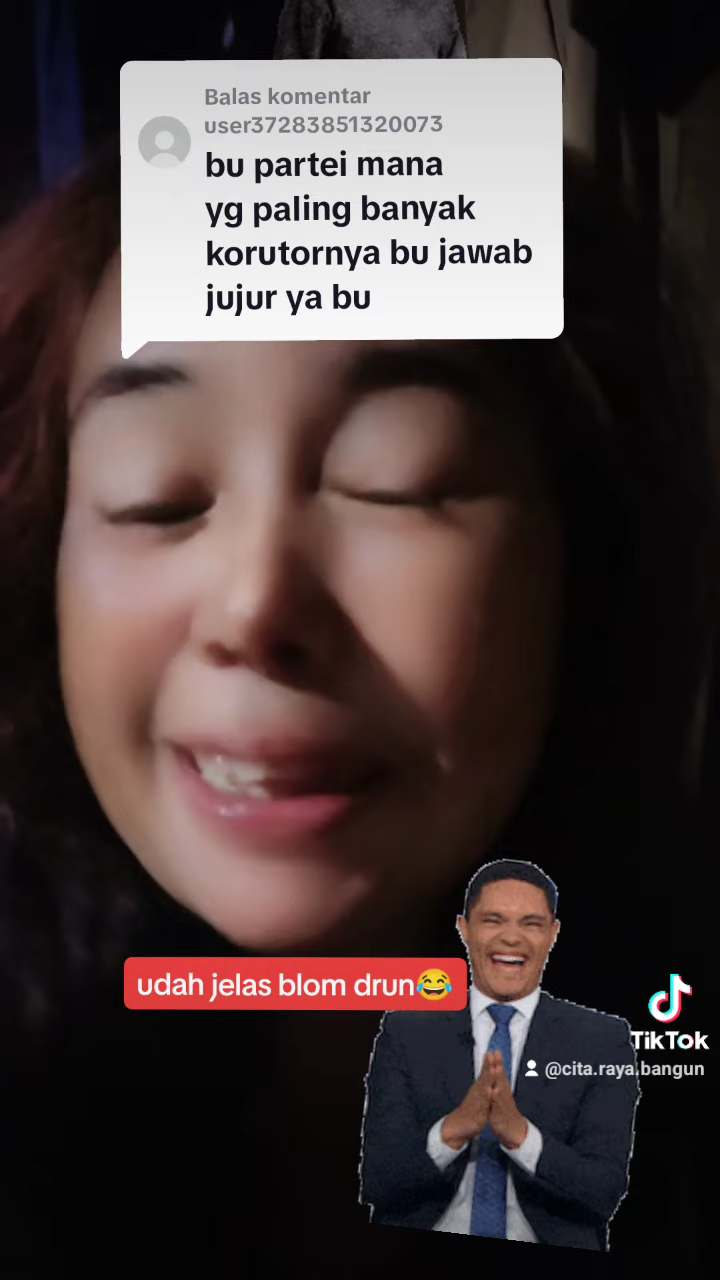 Balas komentar
user37283851320073
bu partei mana
yg paling banyak
korutornya bu jawab
jujur ya bu
udah jelas blom drun😂
TikTok
@cita.raya.bangun